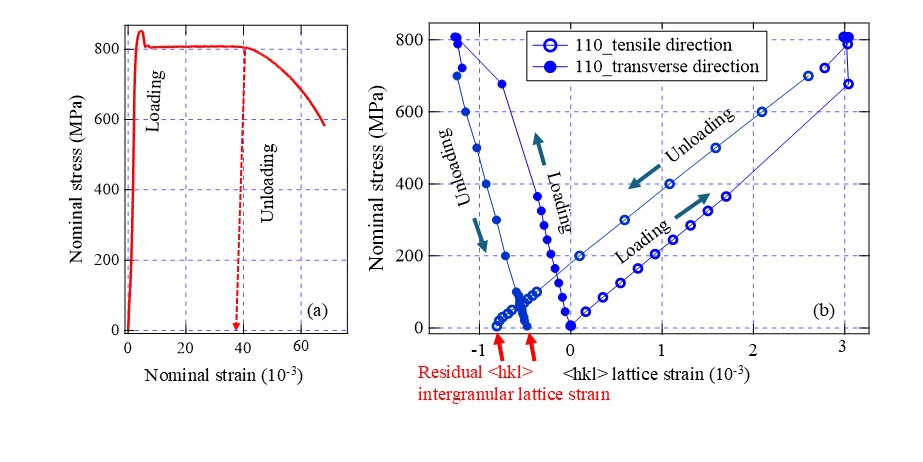 800
600
400
200
0
Nominal stress (MPa)
Loading
Unloading
(a)
0
20
40
60
Nominal strain (10-3)
800
600
400
200
0
Nominal stress (MPa)
110_tensile direction
110_transverse direction
Unloading
Loading
Unloading
Loading
(b)
-1
0
1
2
3
Residual <hkl>
intergranular lattice strain
<hkl> lattice strain (10-3)